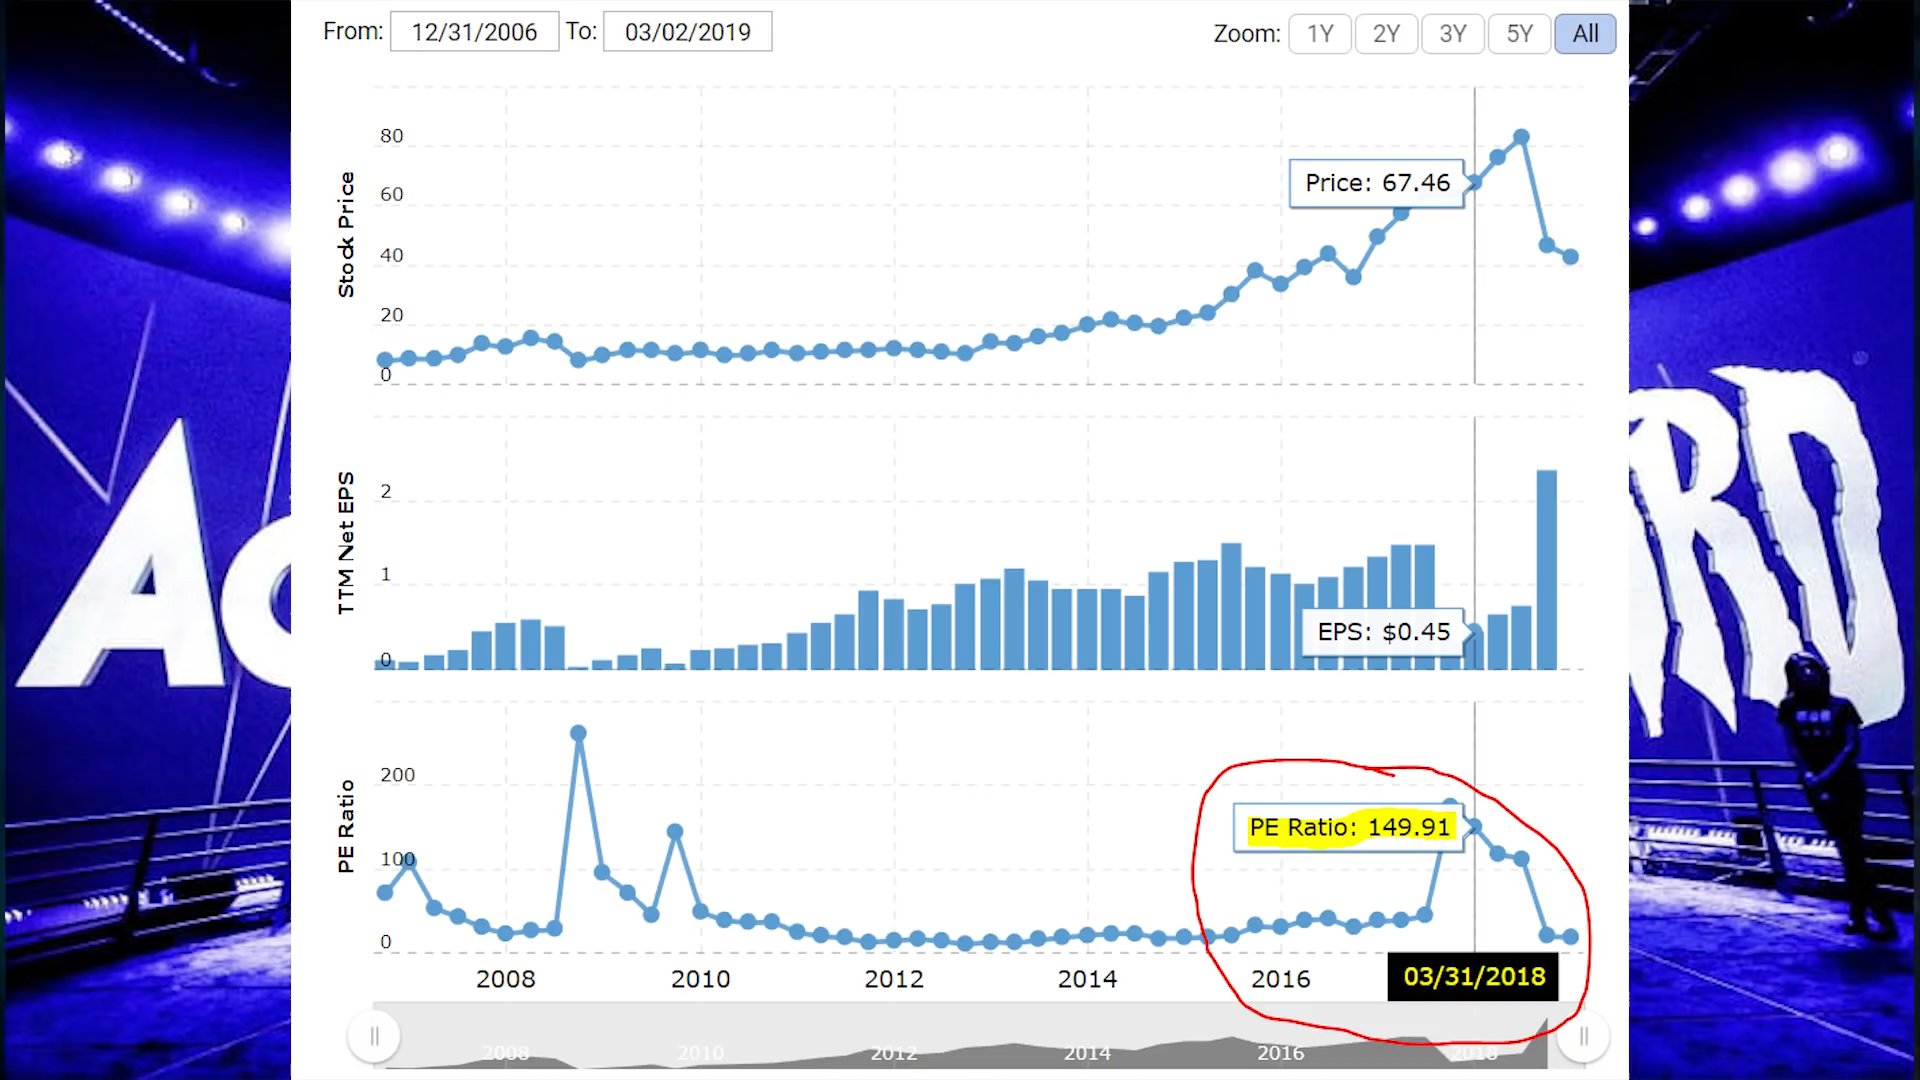 From: 12/31/2006 To: 03/02/2019
Zoom: 1Y 2Y 3Y 5Y All
Stock Price
80
60
40
20
0
Price: 67.46
TTM Net EPS
2
1
0
EPS: $0.45
PE Ratio
200
100
0
PE Ratio: 149.91
2008 2010 2012 2014 2016 03/31/2018
2008 2010 2012 2014 2016 2018